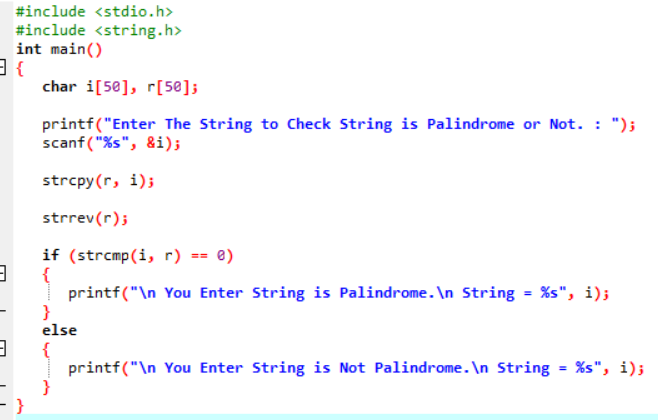 #include <stdio.h>
#include <string.h>
int main()
{
char i[50], r[50];
printf("Enter The String to Check String is Palindrome or Not. : ");
scanf("%s", &i);
strcpy(r, i);
strrev(r);
if (strcmp(i, r) == 0)
{
printf("\n You Enter String is Palindrome.\n String = %s", i);
}
else
{
printf("\n You Enter String is Not Palindrome.\n String = %s", i);
}
}